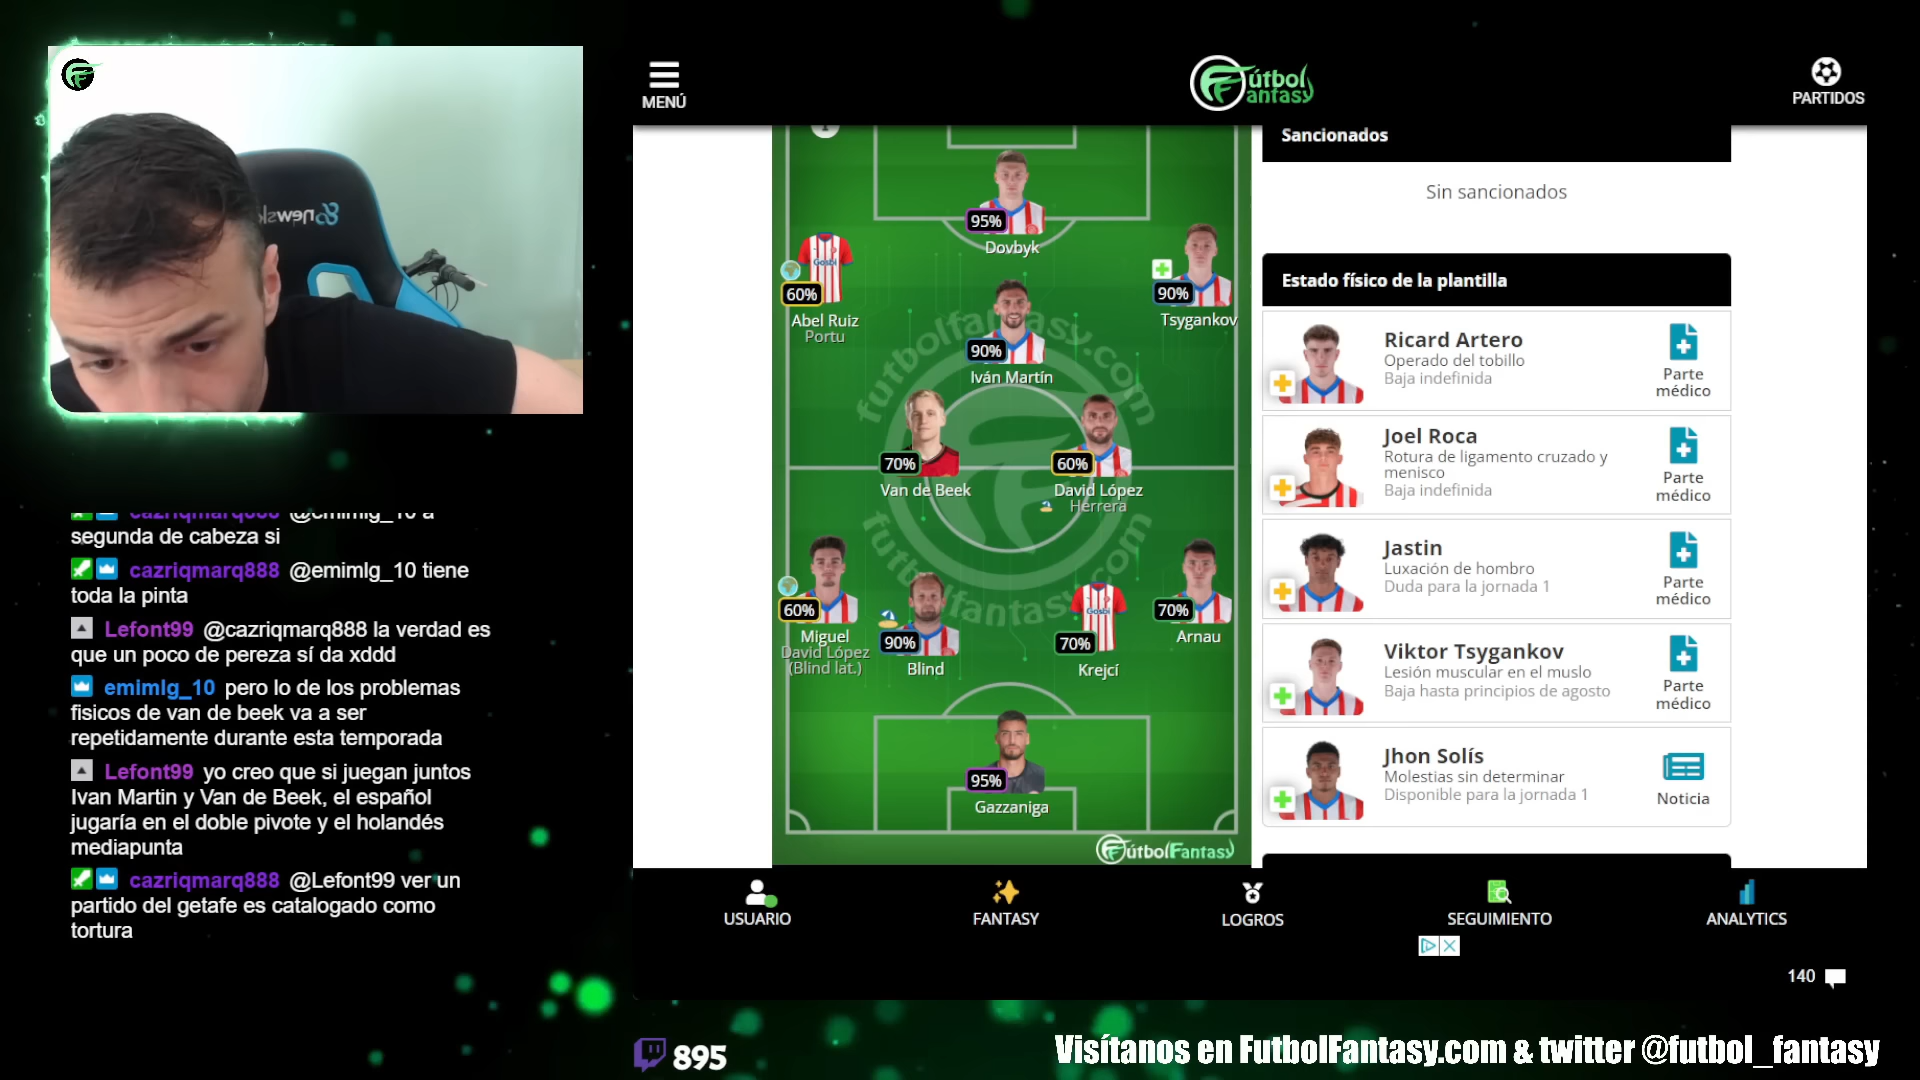 newskill
@emimlg_10 a
segunda de cabeza si
cazriqmarq888 @emimlg_10 tiene
toda la pinta
Lefont99 @cazriqmarq888 la verdad es
que un poco de pereza sí da xddd
emimlg_10 pero lo de los problemas
fisicos de van de beek va a ser
repetidamente durante esta temporada
Lefont99 yo creo que si juegan juntos
Ivan Martin y Van de Beek, el español
jugaría en el doble pivote y el holandés
mediapunta
cazriqmarq888 @Lefont99 ver un
partido del getafe es catalogado como
tortura
MENÚ
Fútbol
Fantasy
PARTIDOS
95%
Dovbyk
60%
Abel Ruiz
Portu
90%
Tsygankov
90%
Iván Martín
70%
Van de Beek
60%
David López
Herrera
60%
Miguel
David López
(Blind lat.)
90%
Blind
70%
Krejcí
70%
Arnau
95%
Gazzaniga
futbolfantasy.com
futbolfantasy.com
FútbolFantasy
Sancionados
Sin sancionados
Estado físico de la plantilla
Ricard Artero
Operado del tobillo
Baja indefinida
Parte
médico
Joel Roca
Rotura de ligamento cruzado y
menisco
Baja indefinida
Parte
médico
Jastin
Luxación de hombro
Duda para la jornada 1
Parte
médico
Viktor Tsygankov
Lesión muscular en el muslo
Baja hasta principios de agosto
Parte
médico
Jhon Solís
Molestias sin determinar
Disponible para la jornada 1
Noticia
USUARIO
FANTASY
LOGROS
SEGUIMIENTO
ANALYTICS
140
895
Visítanos en FutbolFantasy.com & twitter @futbol_fantasy